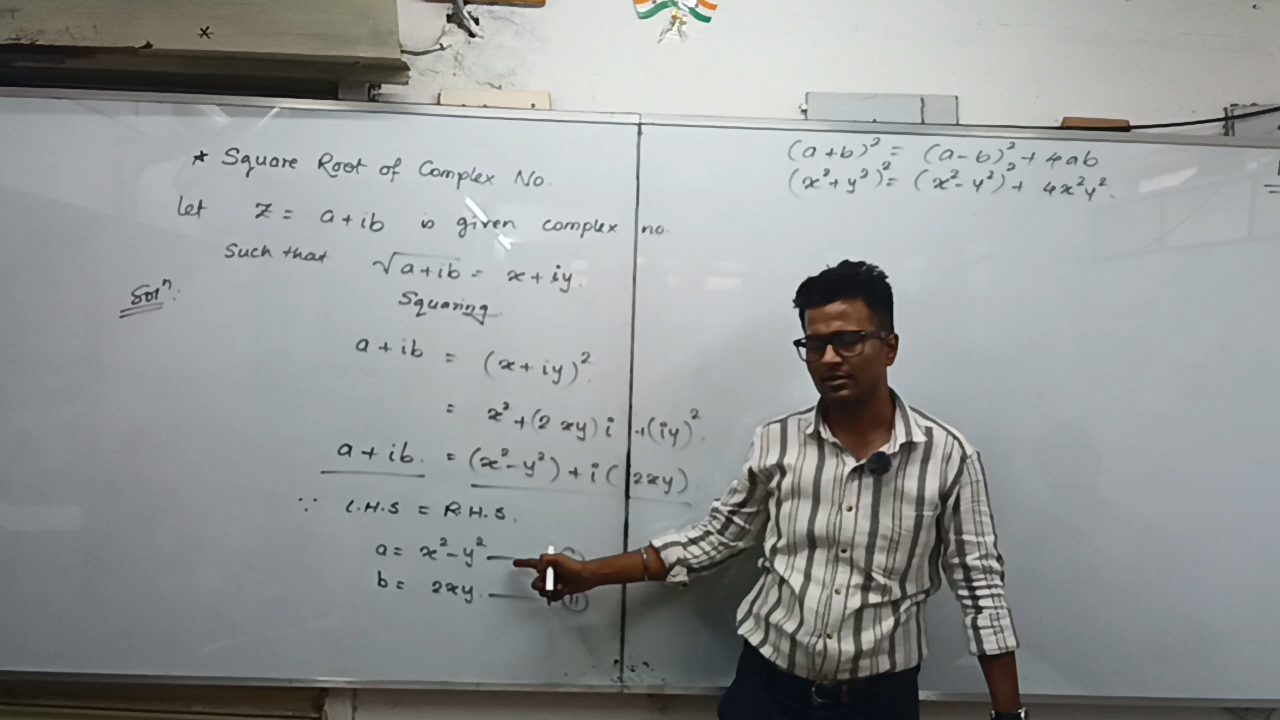 * Square Root of Complex No.
Let Z = a+ib is given complex no.
Such that √a+ib = x+iy.
Solⁿ:
Squaring
a+ib = (x+iy)².
= x²+(2xy)i+(iy)².
a+ib. = (x²-y²)+i(2xy).
∵ L.H.S = R.H.S.
a = x²-y² —
b = 2xy. — (II)
(a+b)² = (a-b)²+4ab
(x²+y²)² = (x²-y²)²+4x²y².